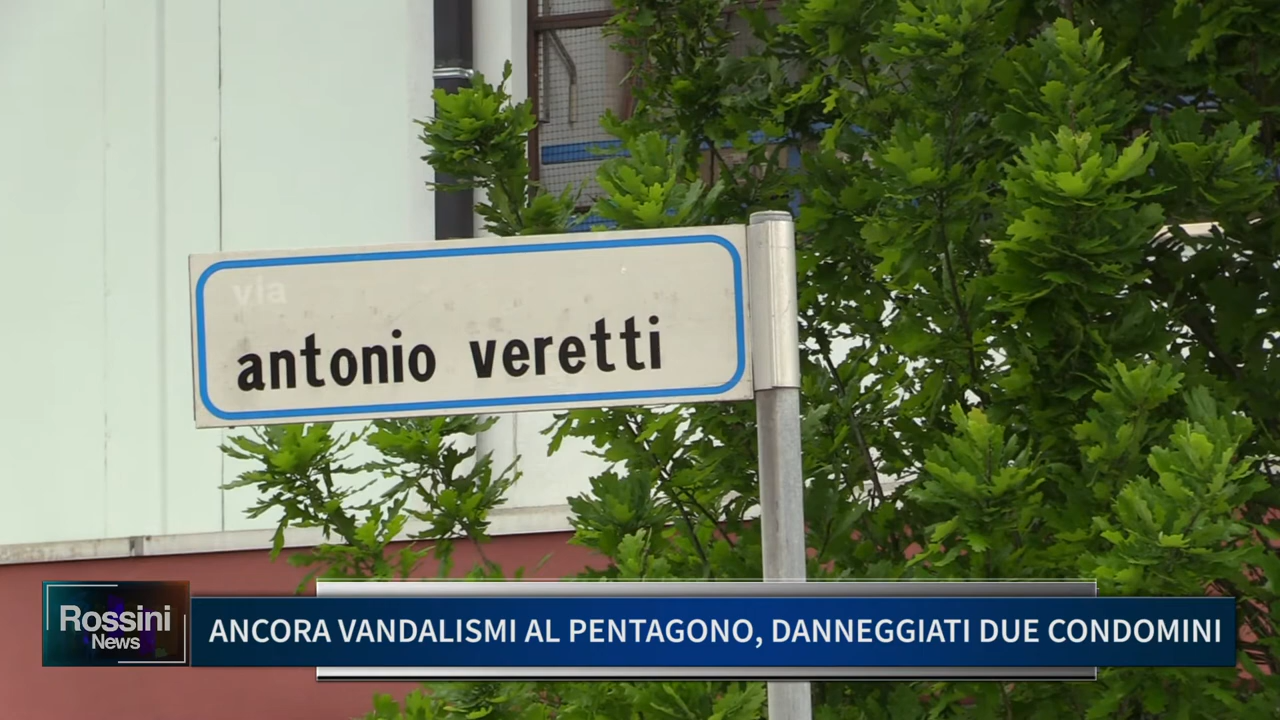 via
antonio veretti
Rossini
News
ANCORA VANDALISMI AL PENTAGONO, DANNEGGIATI DUE CONDOMINI